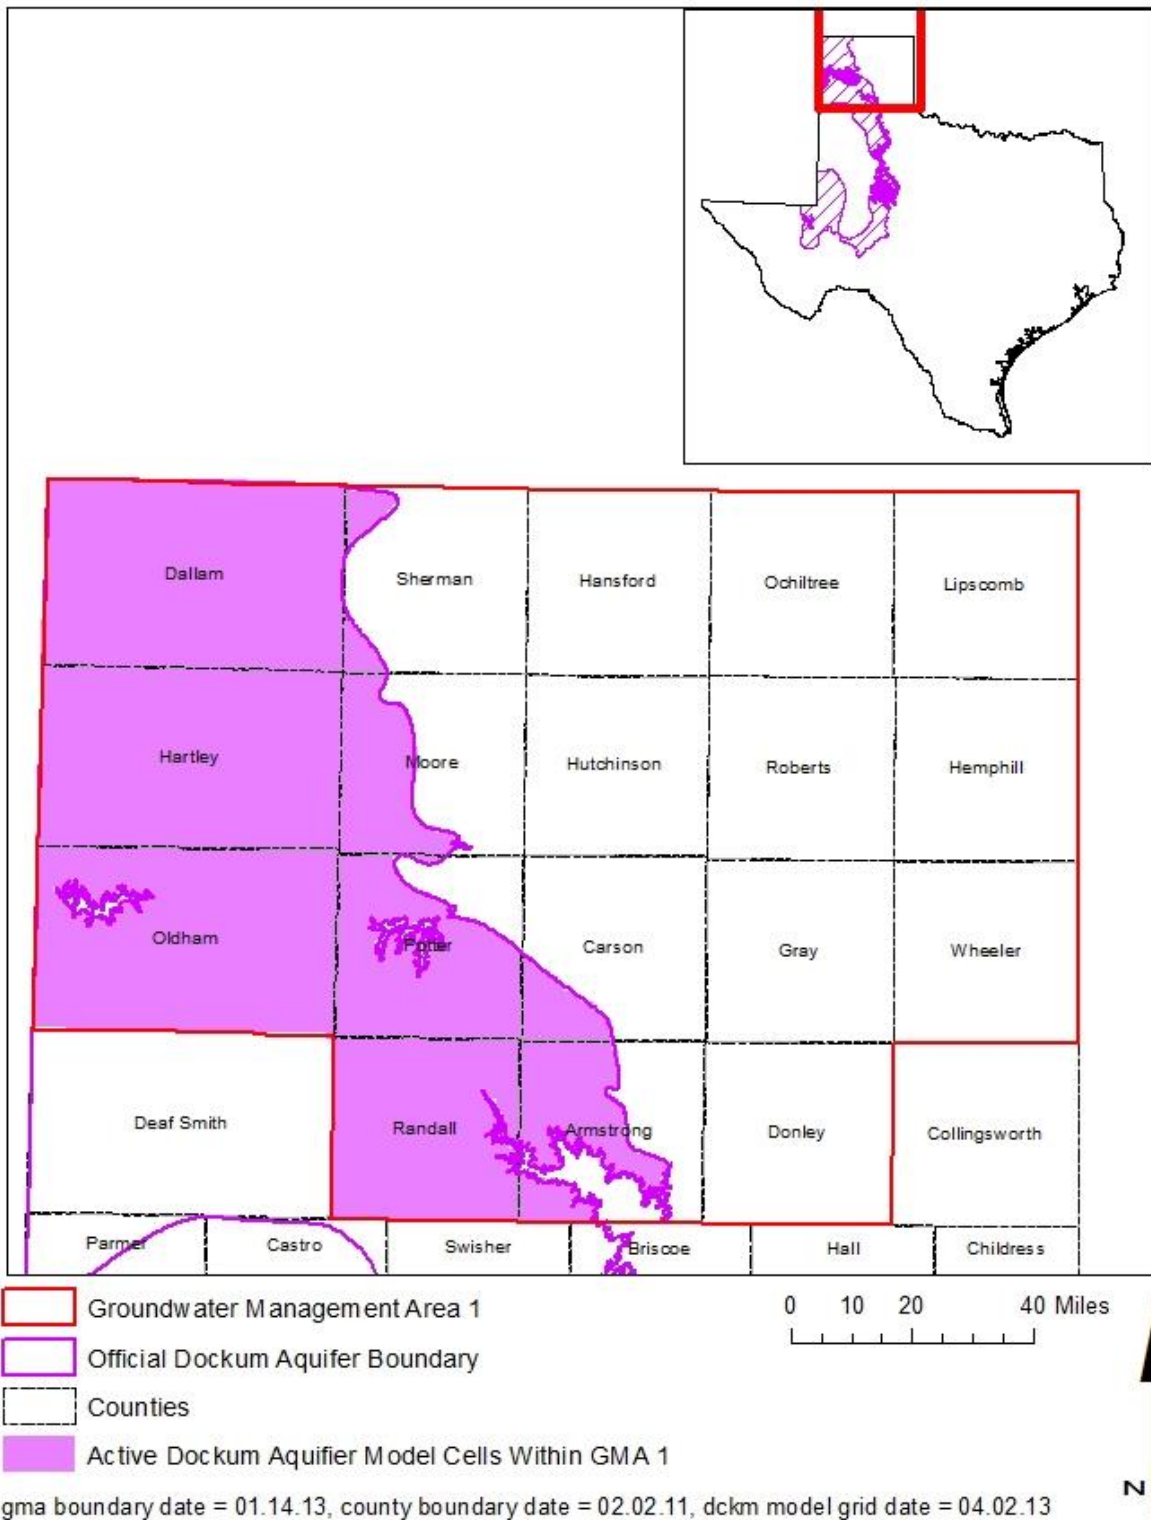 Dallam
Sherman
Hansford
Ochiltree
Lipscomb
Hartley
Moore
Hutchinson
Roberts
Hemphill
Oldham
Potter
Carson
Gray
Wheeler
Deaf Smith
Randall
Armstrong
Donley
Collingsworth
Parmer
Castro
Swisher
Briscoe
Hall
Childress
Groundwater Management Area 1
0 10 20 40 Miles
Official Dockum Aquifer Boundary
Counties
Active Dockum Aquifier Model Cells Within GMA 1
N
gma boundary date = 01.14.13, county boundary date = 02.02.11, dckm model grid date = 04.02.13